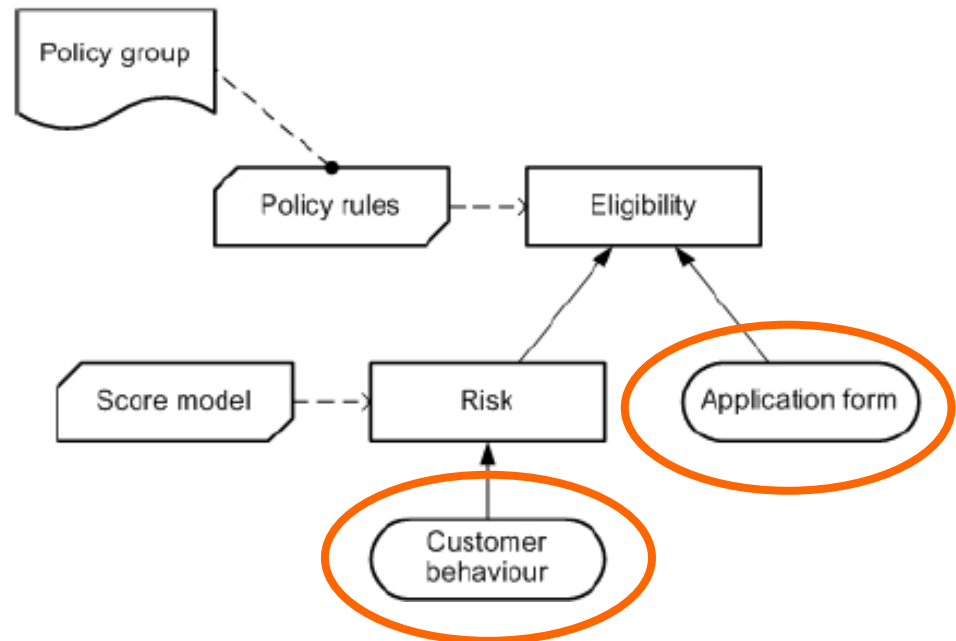 Policy group
Policy rules
Eligibility
Score model
Risk
Application form
Customer
behaviour